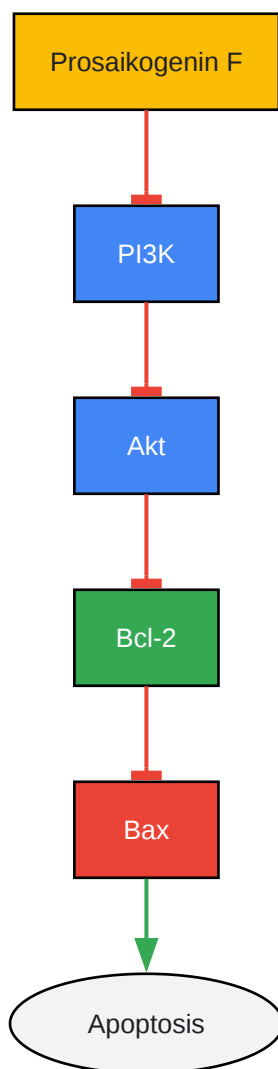 Prosaikogenin F
PI3K
Akt
Bcl-2
Bax
Apoptosis